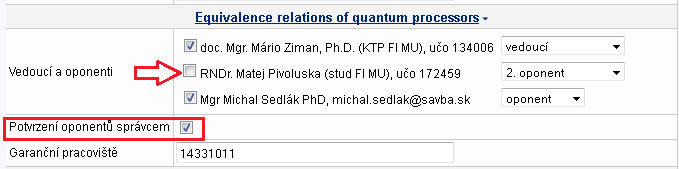 Equivalence relations of quantum processors
Vedoucí a oponenti
doc. Mgr. Mário Ziman, Ph.D. (KTP FI MU), učo 134006 vedoucí
RNDr. Matej Pivoluska (stud FI MU), učo 172459 2. oponent
Mgr Michal Sedlák PhD, michal.sedlak@savba.sk oponent
Potvrzení oponentů správcem
Garanční pracoviště 14331011